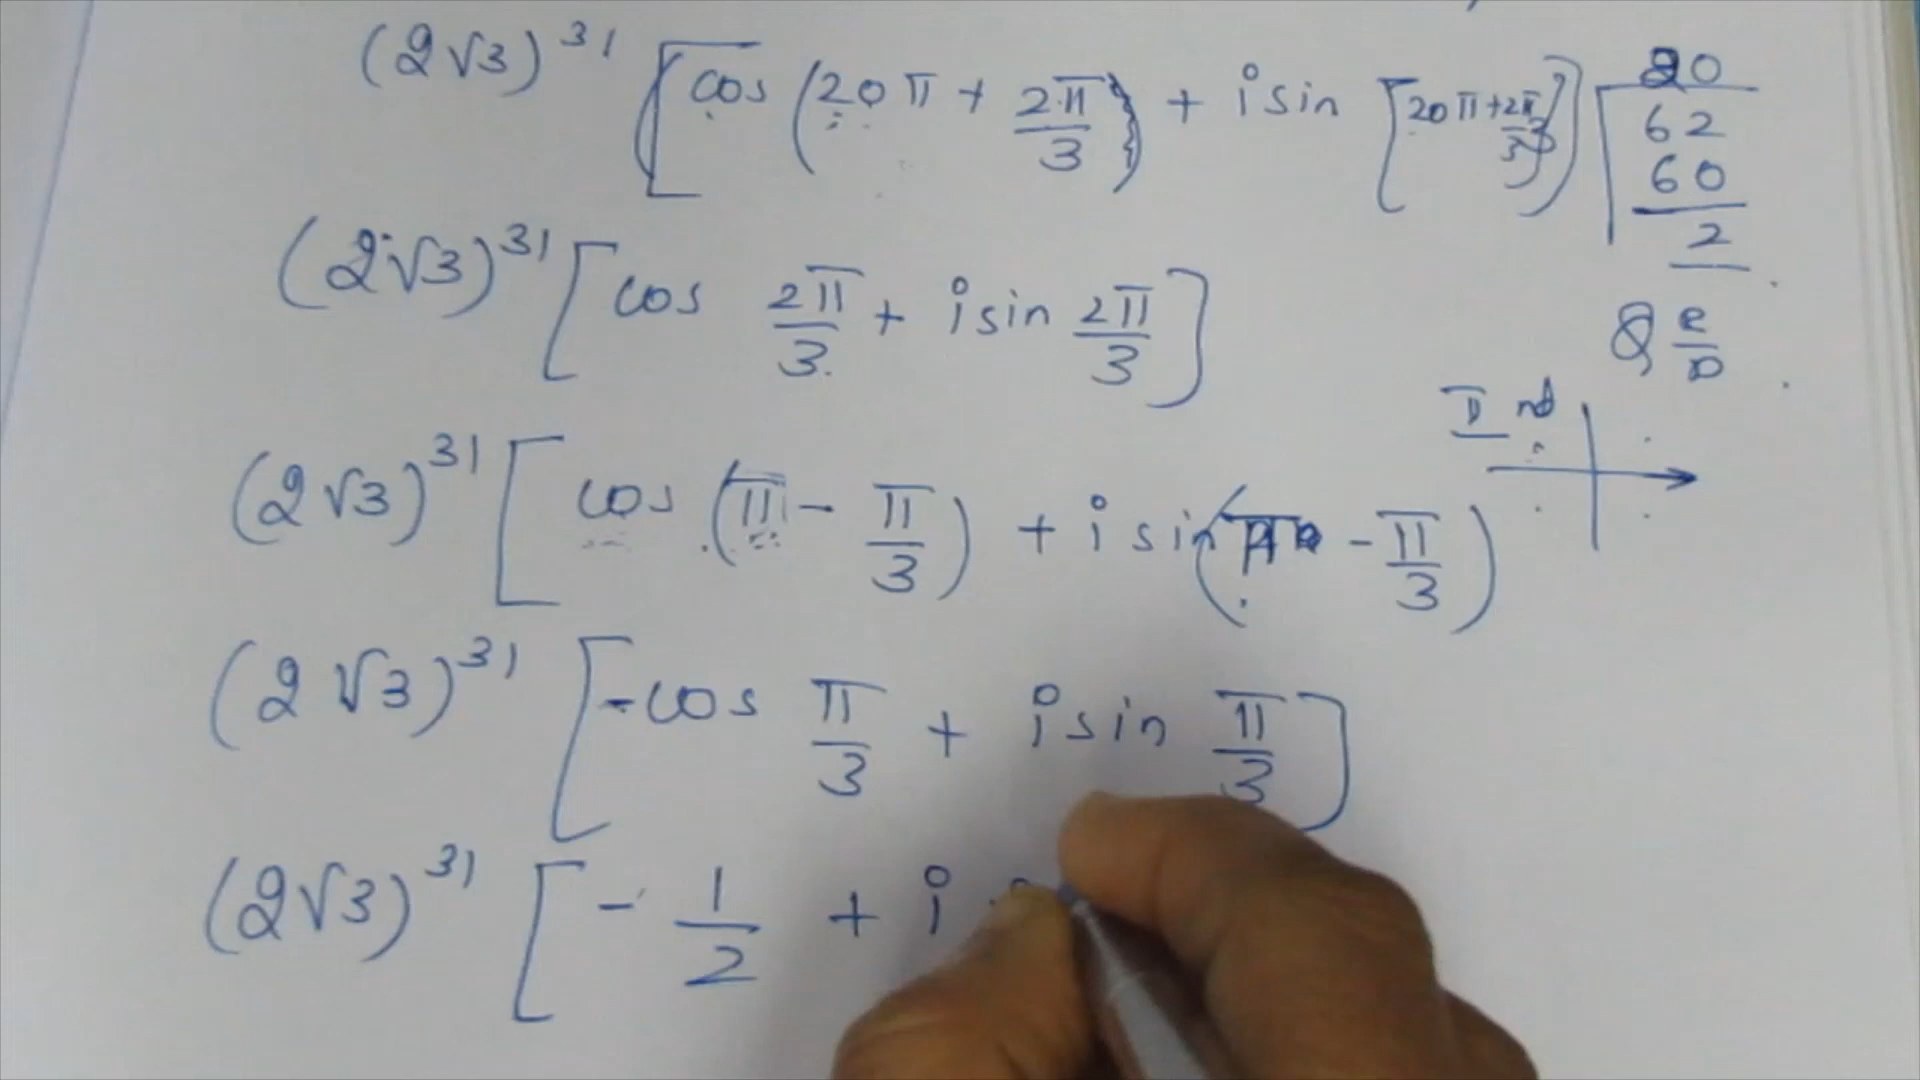 (2√3)^31 [cos (20π + 2π/3) + i sin [20π + 2π/3]
20
62
60
2
(2√3)^31 [cos 2π/3 + i sin 2π/3]
Q R/D
II nd
(2√3)^31 [cos (π - π/3) + i sin (π - π/3)
(2√3)^31 [-cos π/3 + i sin π/3]
(2√3)^31 [- 1/2 + i